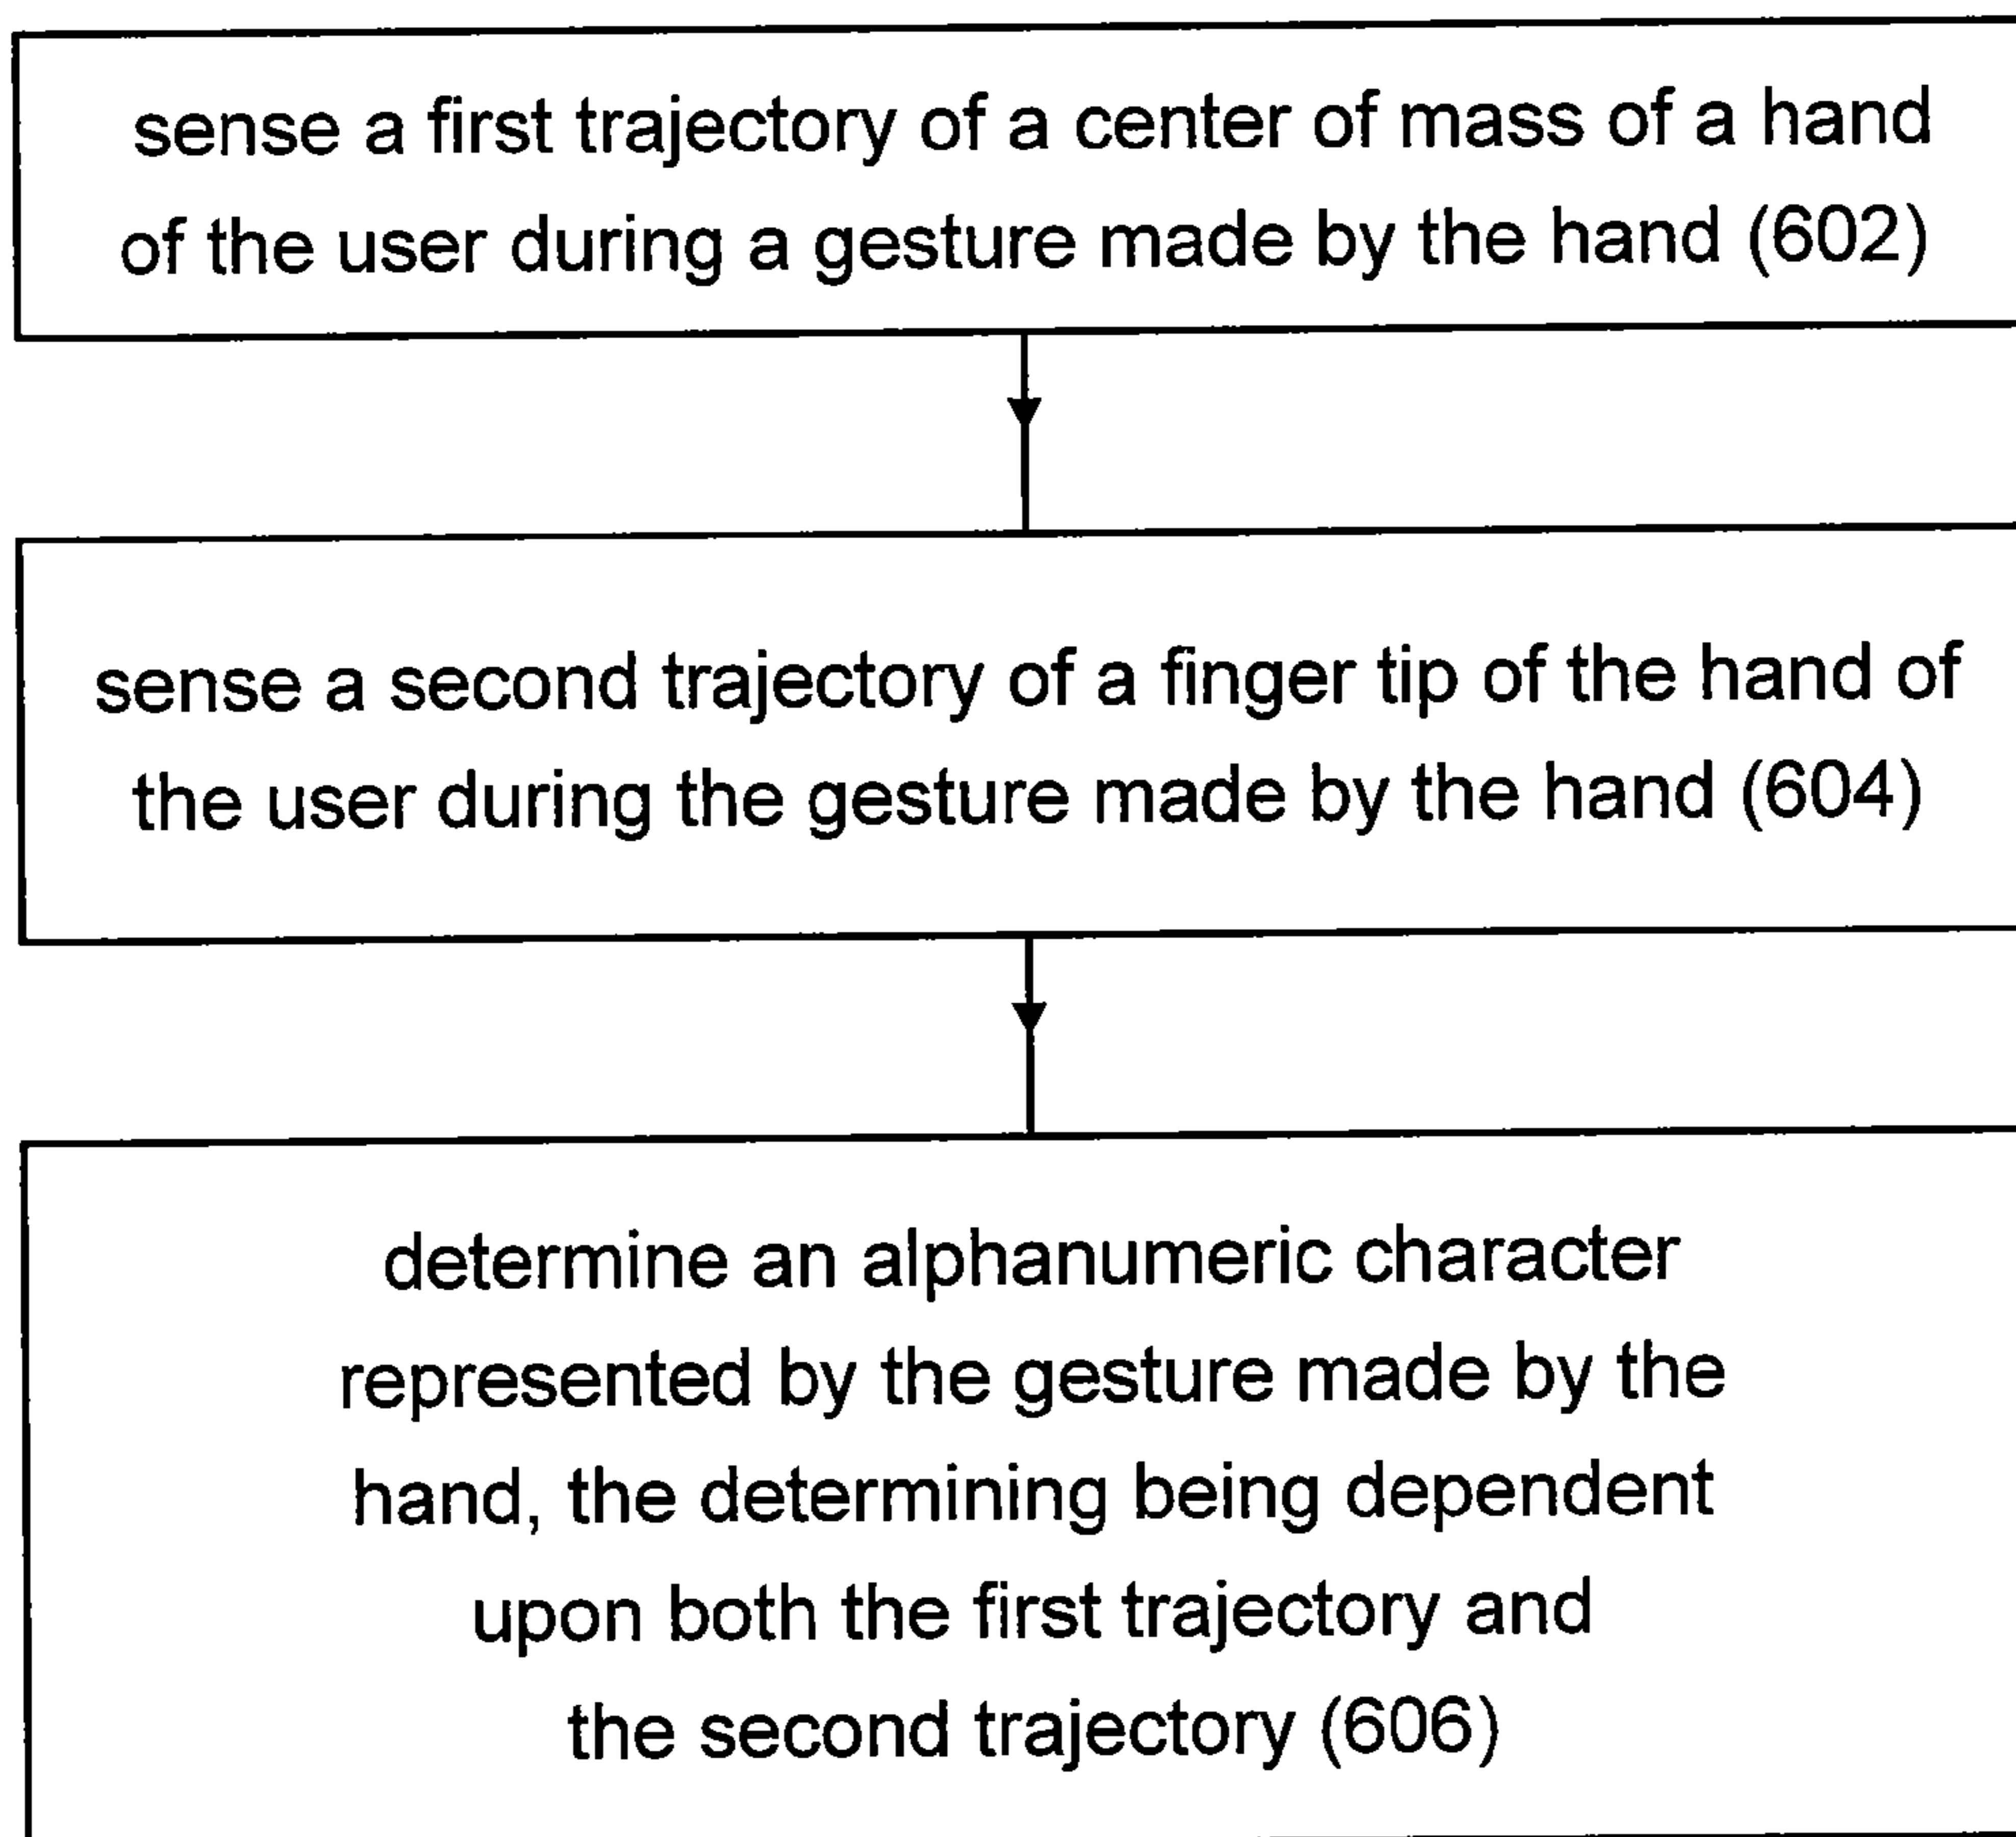 sense a first trajectory of a center of mass of a hand
of the user during a gesture made by the hand (602)
sense a second trajectory of a finger tip of the hand of
the user during the gesture made by the hand (604)
determine an alphanumeric character
represented by the gesture made by the
hand, the determining being dependent
upon both the first trajectory and
the second trajectory (606)